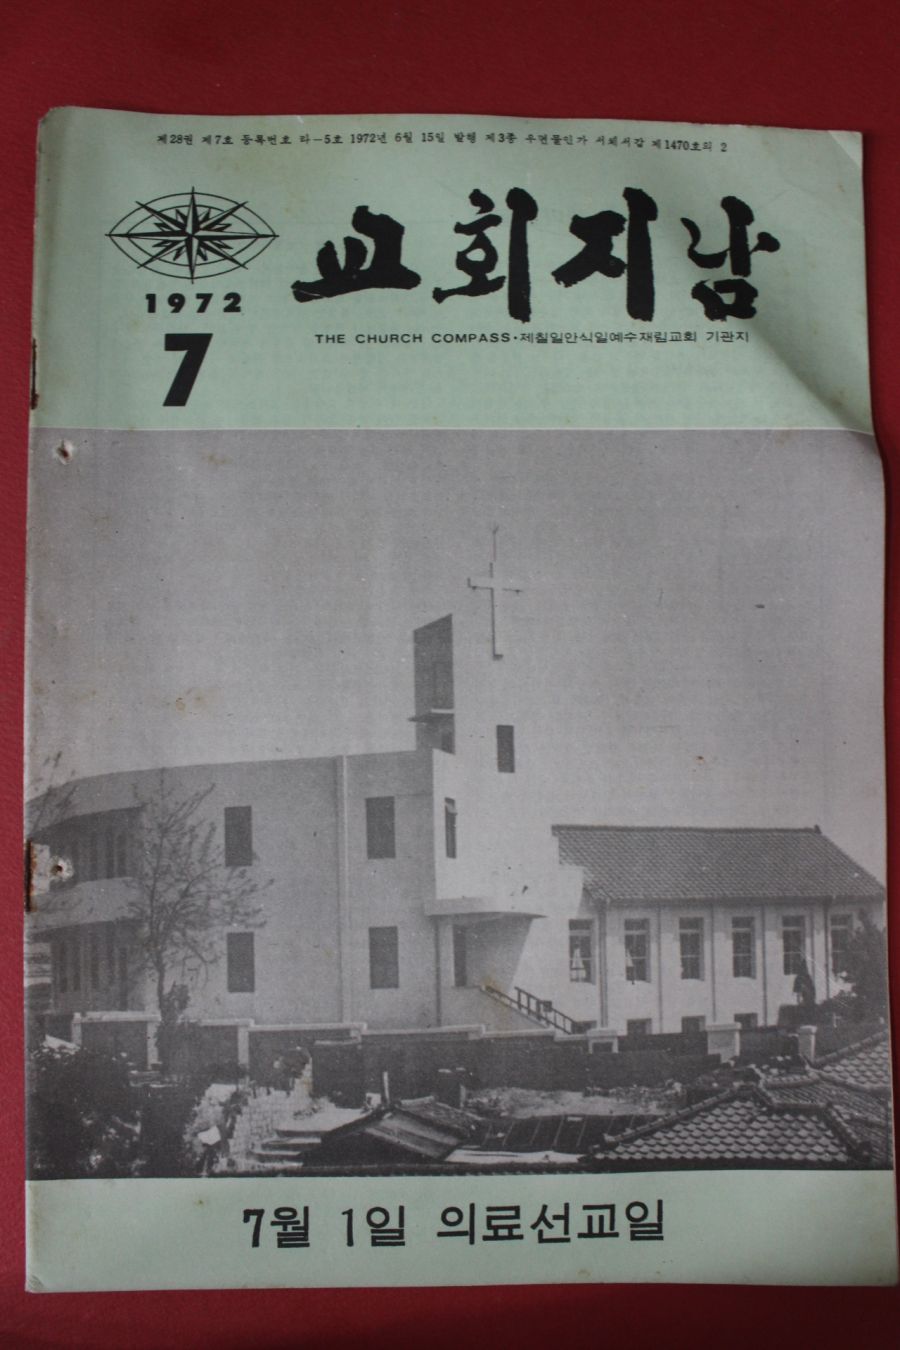 제28권 제7호 등록번호 라—5호 1972년 6월 15일 발행 제3종 우편물인가 서체서갑 제1470호의 2
교회지남
1972
7
THE CHURCH COMPASS·제칠일안식일예수재림교회 기관지
7월 1일 의료선교일